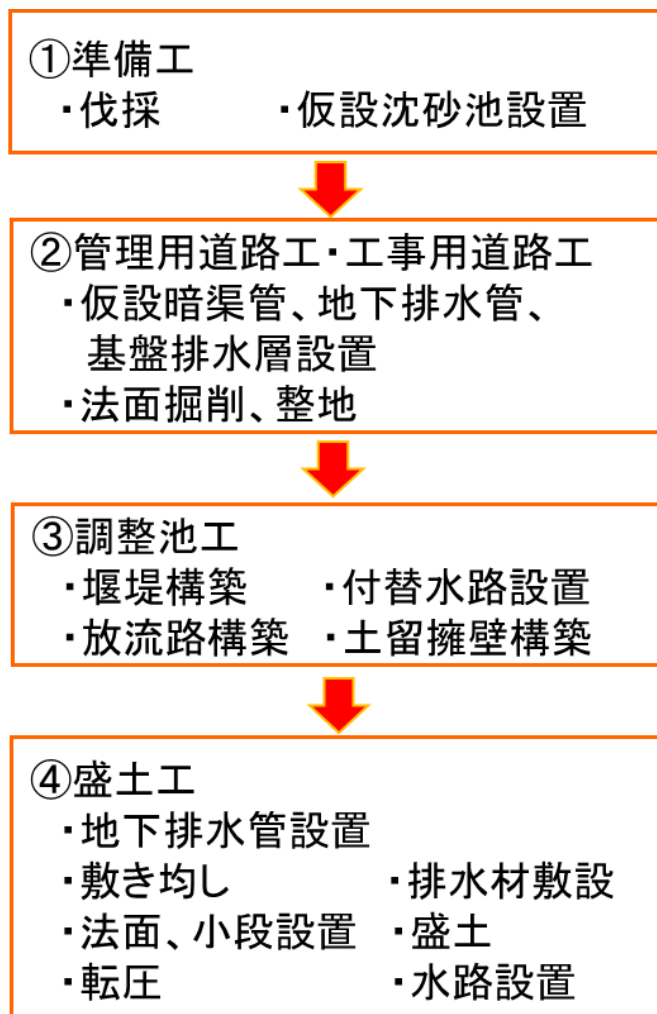 ①準備工
・伐採　・仮設沈砂池設置
②管理用道路工・工事用道路工
・仮設暗渠管、地下排水管、
基盤排水層設置
・法面掘削、整地
③調整池工
・堰堤構築　・付替水路設置
・放流路構築　・土留擁壁構築
④盛土工
・地下排水管設置
・敷き均し　・排水材敷設
・法面、小段設置　・盛土
・転圧　・水路設置